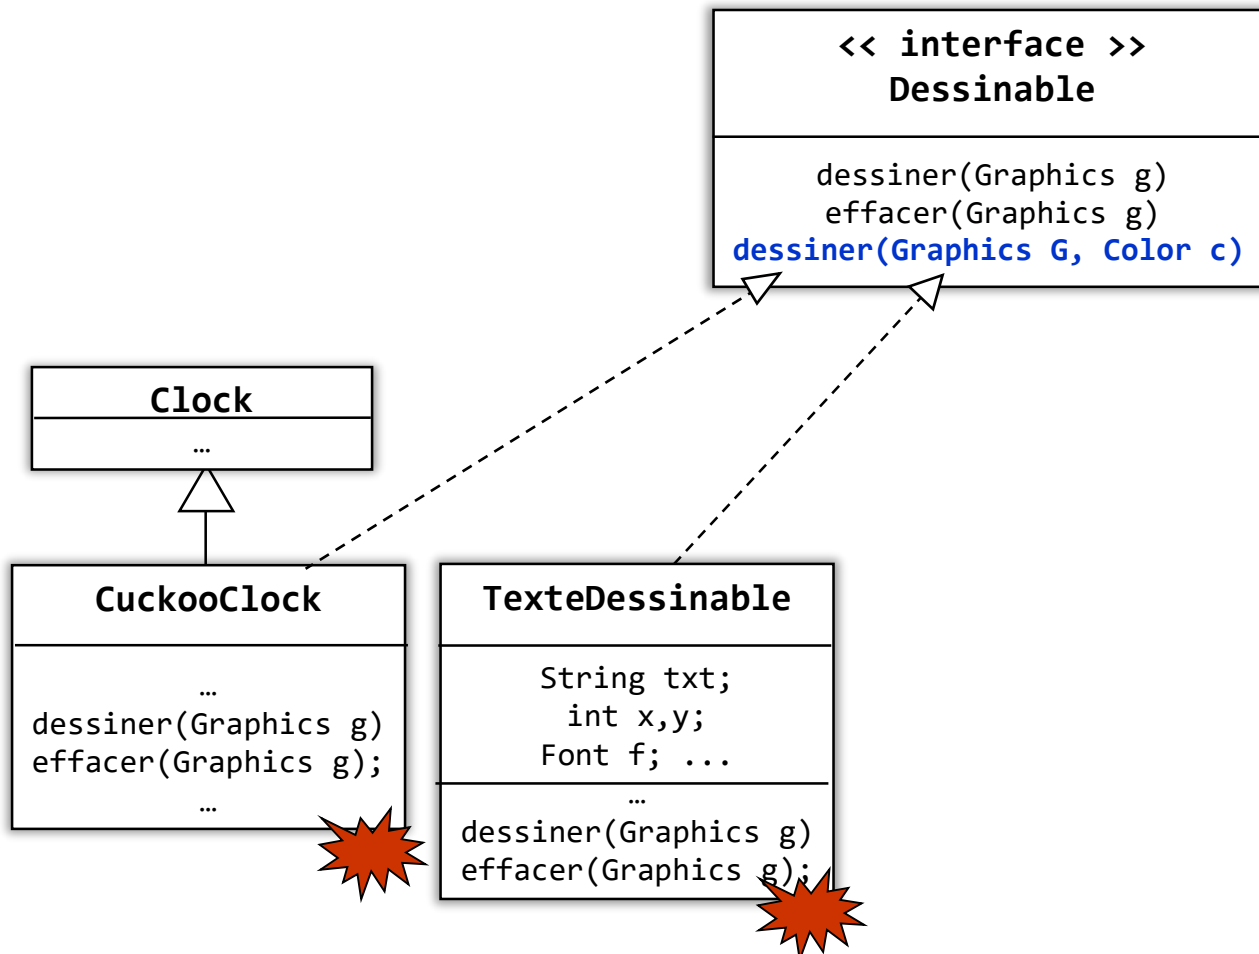 << interface >>
Dessinable
dessiner(Graphics g)
effacer(Graphics g)
dessiner(Graphics G, Color c)
Clock
…
CuckooClock
…
dessiner(Graphics g)
effacer(Graphics g);
…
TexteDessinable
String txt;
int x,y;
Font f; ...
…
dessiner(Graphics g)
effacer(Graphics g);